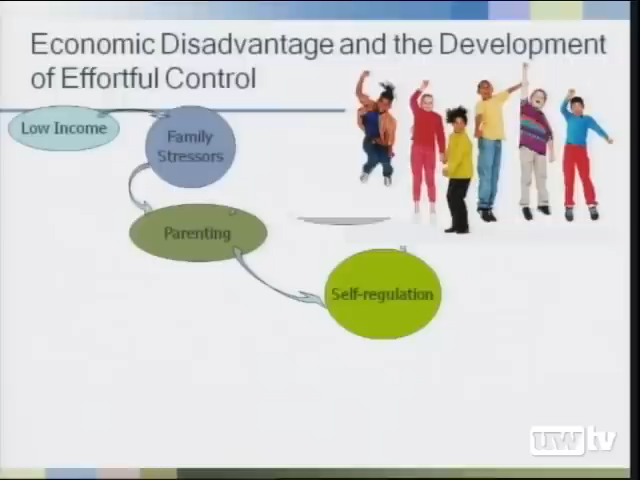 Economic Disadvantage and the Development
of Effortful Control
Low Income
Family
Stressors
Parenting
Self-regulation
uwtv